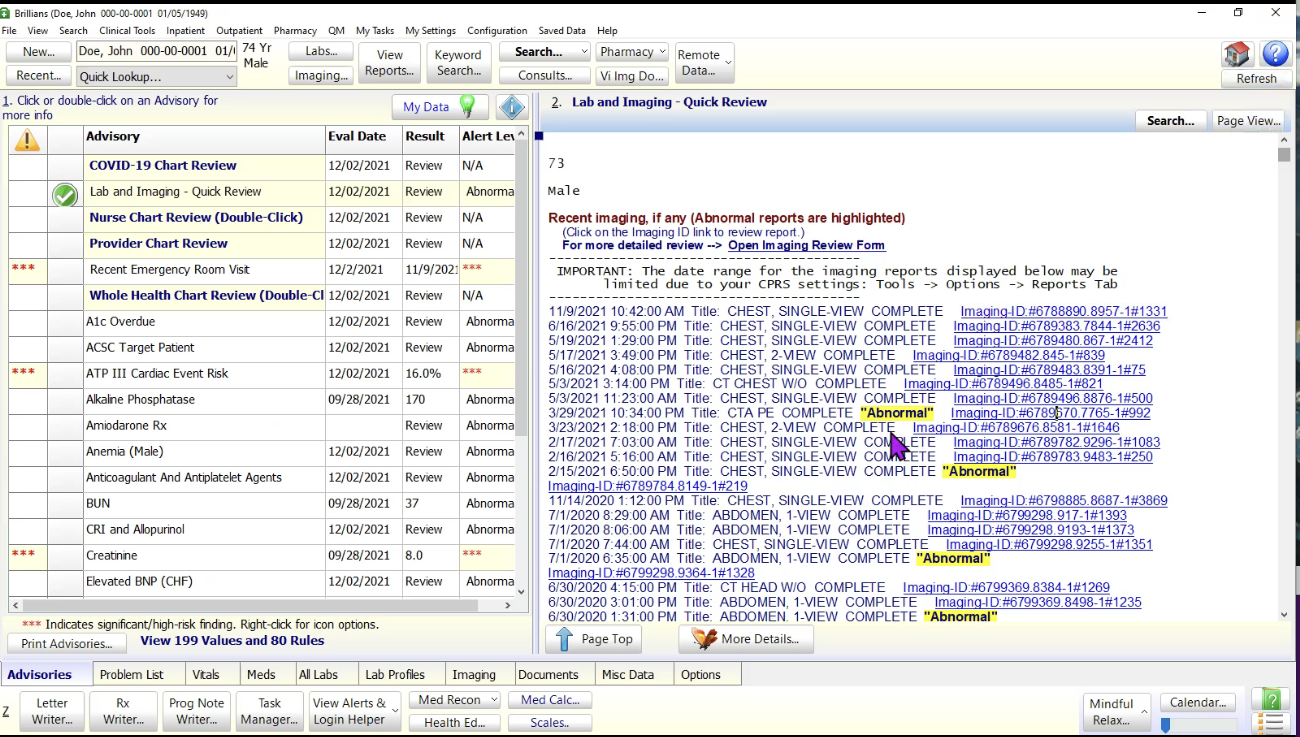 Brillians (Doe, John 000-00-0001 01/05/1949)
File View Search Clinical Tools Inpatient Outpatient Pharmacy QM My Tasks My Settings Configuration Saved Data Help
New... Doe, John 000-00-0001 01/ 74 Yr Male
Recent... Quick Lookup...
Labs... Imaging...
View Reports...
Keyword Search...
Search... Consults...
Pharmacy Vi Img Do...
Remote Data...
Refresh
1. Click or double-click on an Advisory for
more info
My Data
Advisory Eval Date Result Alert Lev
COVID-19 Chart Review 12/02/2021 Review N/A
Lab and Imaging - Quick Review 12/02/2021 Review Abnorma
Nurse Chart Review (Double-Click) 12/02/2021 Review N/A
Provider Chart Review 12/02/2021 Review N/A
*** Recent Emergency Room Visit 12/2/2021 11/9/2021 ***
Whole Health Chart Review (Double-Cl 12/02/2021 Review N/A
A1c Overdue 12/02/2021 Review Abnorma
ACSC Target Patient 12/02/2021 Review Abnorma
*** ATP III Cardiac Event Risk 12/02/2021 16.0% ***
Alkaline Phosphatase 09/28/2021 170 Abnorma
Amiodarone Rx 12/02/2021 Review Abnorma
Anemia (Male) 12/02/2021 Review Abnorma
Anticoagulant And Antiplatelet Agents 12/02/2021 Review Abnorma
BUN 09/28/2021 37 Abnorma
CRI and Allopurinol 12/02/2021 Review Abnorma
*** Creatinine 09/28/2021 8.0 ***
Elevated BNP (CHF) 12/02/2021 Review Abnorma
*** Indicates significant/high-risk finding. Right-click for icon options.
Print Advisories... View 199 Values and 80 Rules
2. Lab and Imaging - Quick Review
Search... Page View...
73
Male
Recent imaging, if any (Abnormal reports are highlighted)
(Click on the Imaging ID link to review report.)
For more detailed review --> Open Imaging Review Form
----------------------------------------
IMPORTANT: The date range for the imaging reports displayed below may be
limited due to your CPRS settings: Tools -> Options -> Reports Tab
----------------------------------------
11/9/2021 10:42:00 AM Title: CHEST, SINGLE-VIEW COMPLETE Imaging-ID:#6788890.8957-1#1331
6/16/2021 9:55:00 PM Title: CHEST, SINGLE-VIEW COMPLETE Imaging-ID:#6789383.7844-1#2636
5/19/2021 1:29:00 PM Title: CHEST, SINGLE-VIEW COMPLETE Imaging-ID:#6789480.867-1#2412
5/17/2021 3:49:00 PM Title: CHEST, 2-VIEW COMPLETE Imaging-ID:#6789482.845-1#839
5/16/2021 4:08:00 PM Title: CHEST, SINGLE-VIEW COMPLETE Imaging-ID:#6789483.8391-1#75
5/3/2021 3:14:00 PM Title: CT CHEST W/O COMPLETE Imaging-ID:#6789496.8485-1#821
5/3/2021 11:23:00 AM Title: CHEST, SINGLE-VIEW COMPLETE Imaging-ID:#6789496.8876-1#500
3/29/2021 10:34:00 PM Title: CTA PE COMPLETE "Abnormal" Imaging-ID:#6789670.7765-1#992
3/23/2021 2:18:00 PM Title: CHEST, 2-VIEW COMPLETE Imaging-ID:#6789676.8581-1#1646
2/17/2021 7:03:00 AM Title: CHEST, SINGLE-VIEW COMPLETE Imaging-ID:#6789782.9296-1#1083
2/16/2021 5:16:00 AM Title: CHEST, SINGLE-VIEW COMPLETE Imaging-ID:#6789783.9483-1#250
2/15/2021 6:50:00 PM Title: CHEST, SINGLE-VIEW COMPLETE "Abnormal"
Imaging-ID:#6789784.8149-1#219
11/14/2020 1:12:00 PM Title: CHEST, SINGLE-VIEW COMPLETE Imaging-ID:#6798885.8687-1#3869
7/1/2020 8:29:00 AM Title: ABDOMEN, 1-VIEW COMPLETE Imaging-ID:#6799298.917-1#1393
7/1/2020 8:06:00 AM Title: ABDOMEN, 1-VIEW COMPLETE Imaging-ID:#6799298.9193-1#1373
7/1/2020 7:44:00 AM Title: CHEST, SINGLE-VIEW COMPLETE Imaging-ID:#6799298.9255-1#1351
7/1/2020 6:35:00 AM Title: ABDOMEN, 1-VIEW COMPLETE "Abnormal"
Imaging-ID:#6799298.9364-1#1328
6/30/2020 4:15:00 PM Title: CT HEAD W/O COMPLETE Imaging-ID:#6799369.8384-1#1269
6/30/2020 3:01:00 PM Title: ABDOMEN, 1-VIEW COMPLETE Imaging-ID:#6799369.8498-1#1235
6/30/2020 1:31:00 PM Title: ABDOMEN, 1-VIEW COMPLETE "Abnormal"
Page Top More Details...
Advisories Problem List Vitals Meds All Labs Lab Profiles Imaging Documents Misc Data Options
Z
Letter Writer...
Rx Writer...
Prog Note Writer...
Task Manager...
View Alerts & Login Helper
Med Recon Health Ed...
Med Calc... Scales..
Mindful Relax...
Calendar...